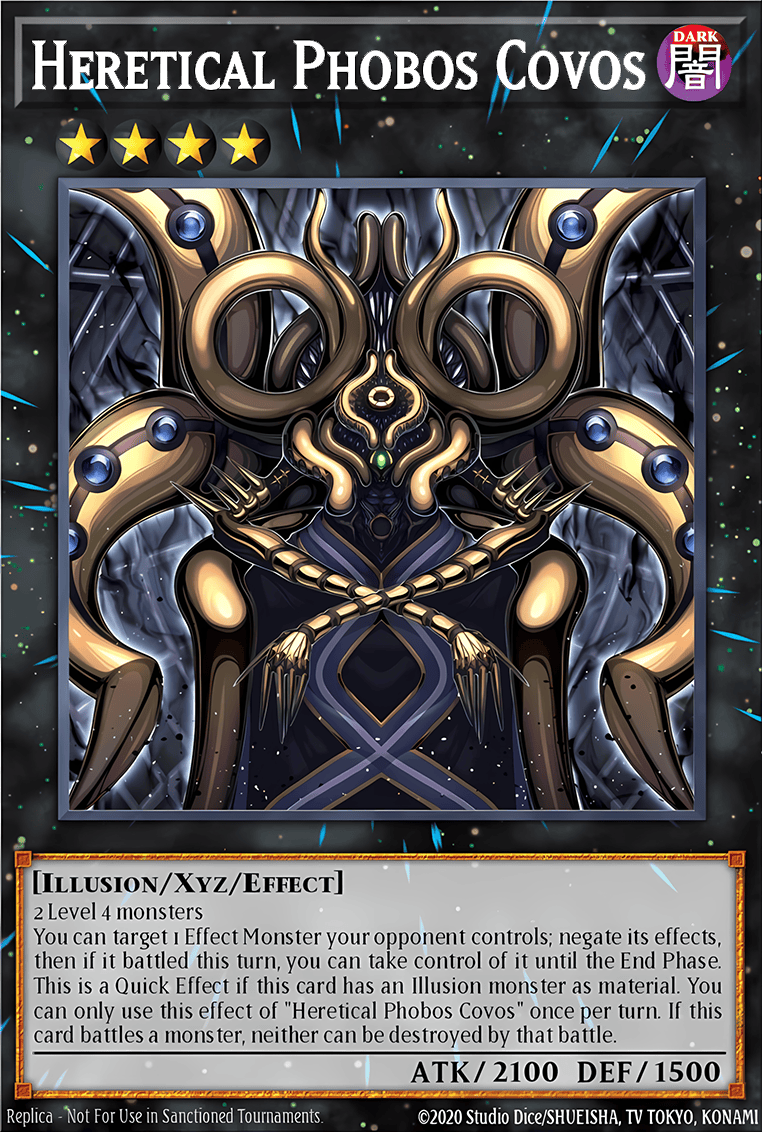 Heretical Phobos Covos
DARK
闇
[Illusion/Xyz/Effect]
2 Level 4 monsters
You can target 1 Effect Monster your opponent controls; negate its effects,
then if it battled this turn, you can take control of it until the End Phase.
This is a Quick Effect if this card has an Illusion monster as material. You
can only use this effect of "Heretical Phobos Covos" once per turn. If this
card battles a monster, neither can be destroyed by that battle.
ATK/2100 DEF/1500
Replica - Not For Use in Sanctioned Tournaments.
©2020 Studio Dice/SHUEISHA, TV TOKYO, KONAMI